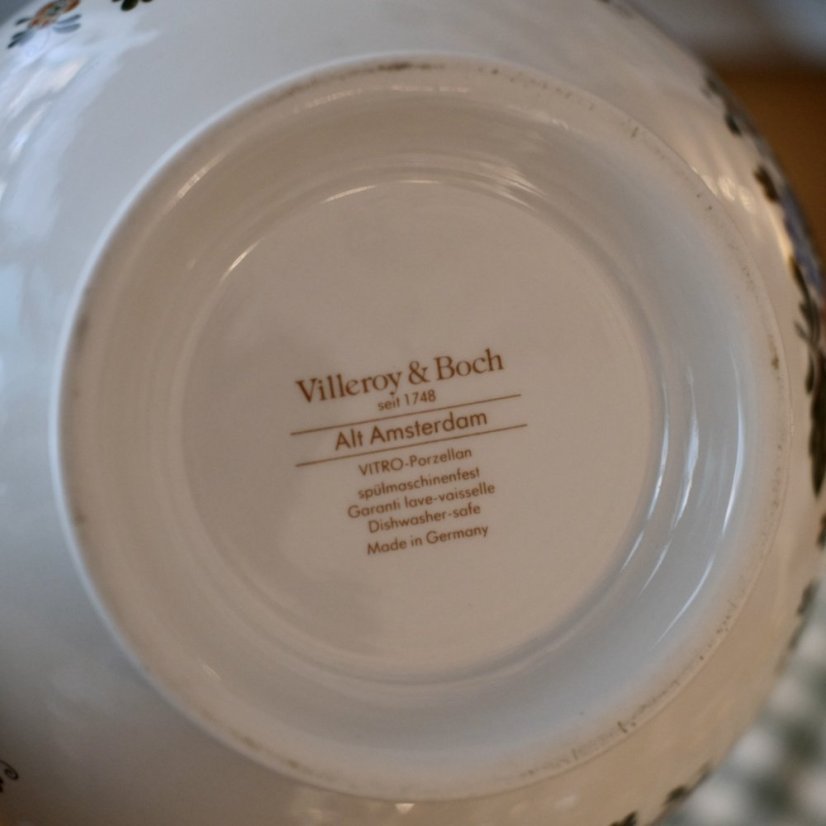 Villeroy & Boch
seit 1748
Alt Amsterdam
VITRO-Porzellan
spülmaschinenfest
Garanti lave-vaisselle
Dishwasher-safe
Made in Germany